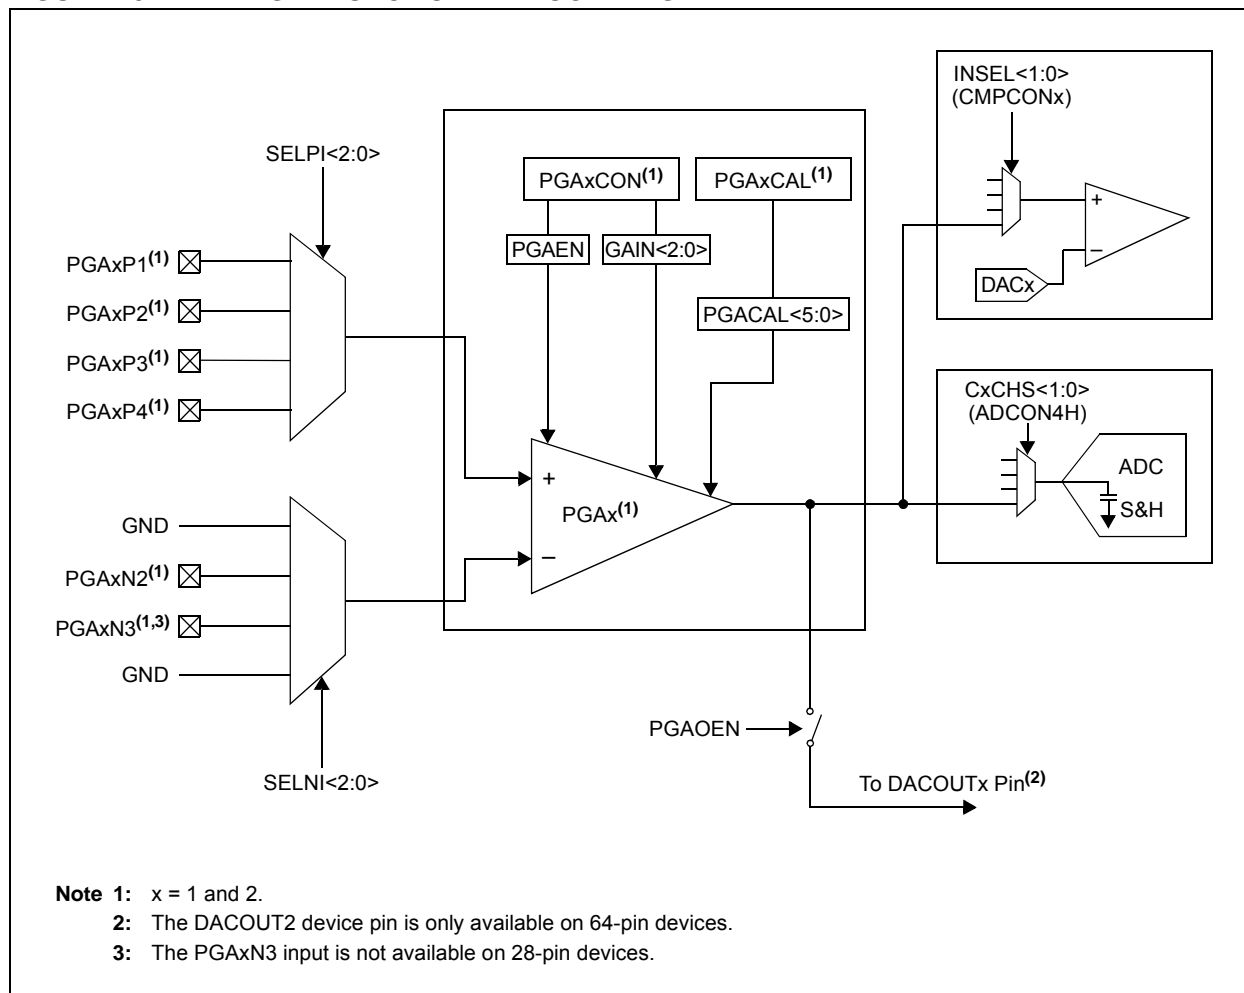 INSEL<1:0>
(CMPCONx)
SELPI<2:0>
PGAxCON(1)
PGAxCAL(1)
PGAEN
GAIN<2:0>
PGACAL<5:0>
+
–
DACx
PGAxP1(1)
PGAxP2(1)
PGAxP3(1)
PGAxP4(1)
CxCHS<1:0>
(ADCON4H)
ADC
S&H
+
PGAx(1)
–
GND
PGAxN2(1)
PGAxN3(1,3)
GND
SELNI<2:0>
PGAOEN
To DACOUTx Pin(2)
Note 1: x = 1 and 2.
2: The DACOUT2 device pin is only available on 64-pin devices.
3: The PGAxN3 input is not available on 28-pin devices.